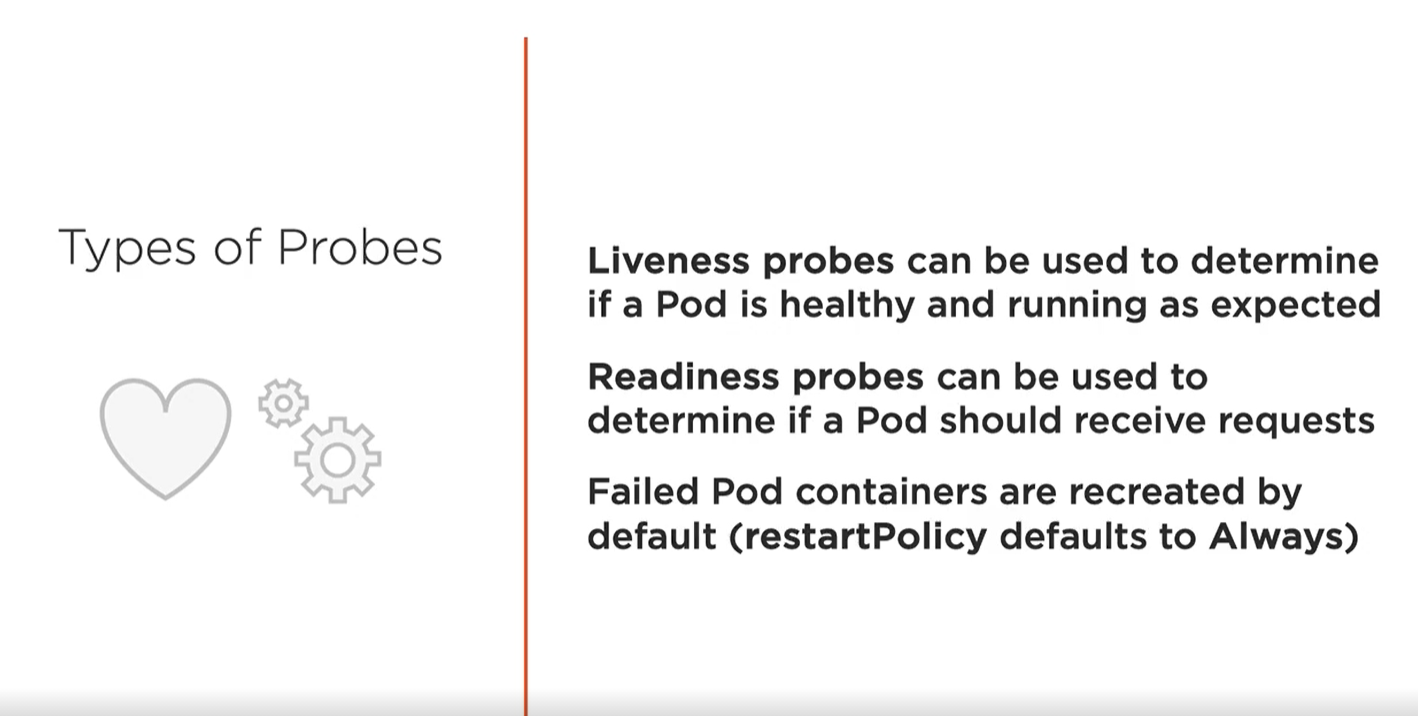 Types of Probes
Liveness probes can be used to determine
if a Pod is healthy and running as expected
Readiness probes can be used to
determine if a Pod should receive requests
Failed Pod containers are recreated by
default (restartPolicy defaults to Always)